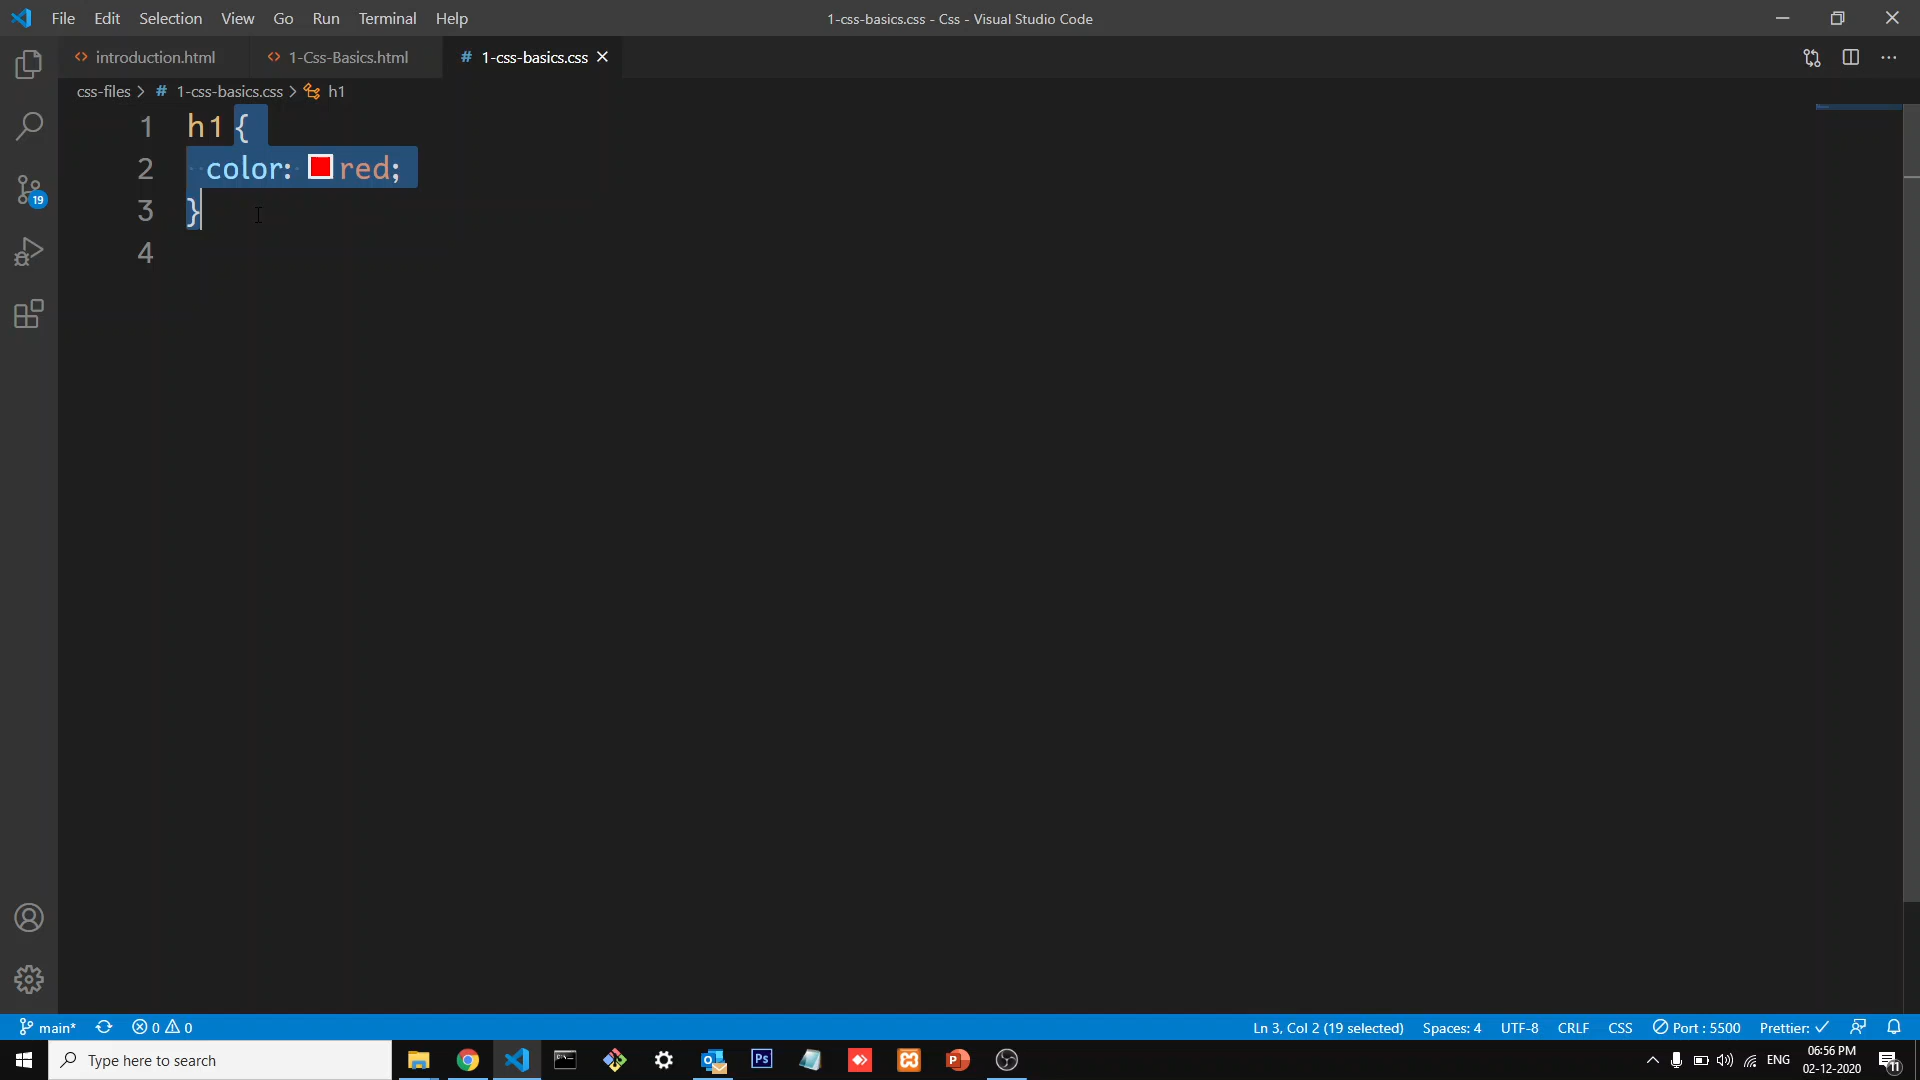 File Edit Selection View Go Run Terminal Help
1-css-basics.css - Css - Visual Studio Code
introduction.html 1-Css-Basics.html # 1-css-basics.css
css-files > # 1-css-basics.css > h1
1 h1 {
2 color: red;
3 }
4
19
main* 0 0
Ln 3, Col 2 (19 selected) Spaces: 4 UTF-8 CRLF CSS Port : 5500 Prettier: ✓
Type here to search
Ps
P
ENG
06:56 PM
02-12-2020
11